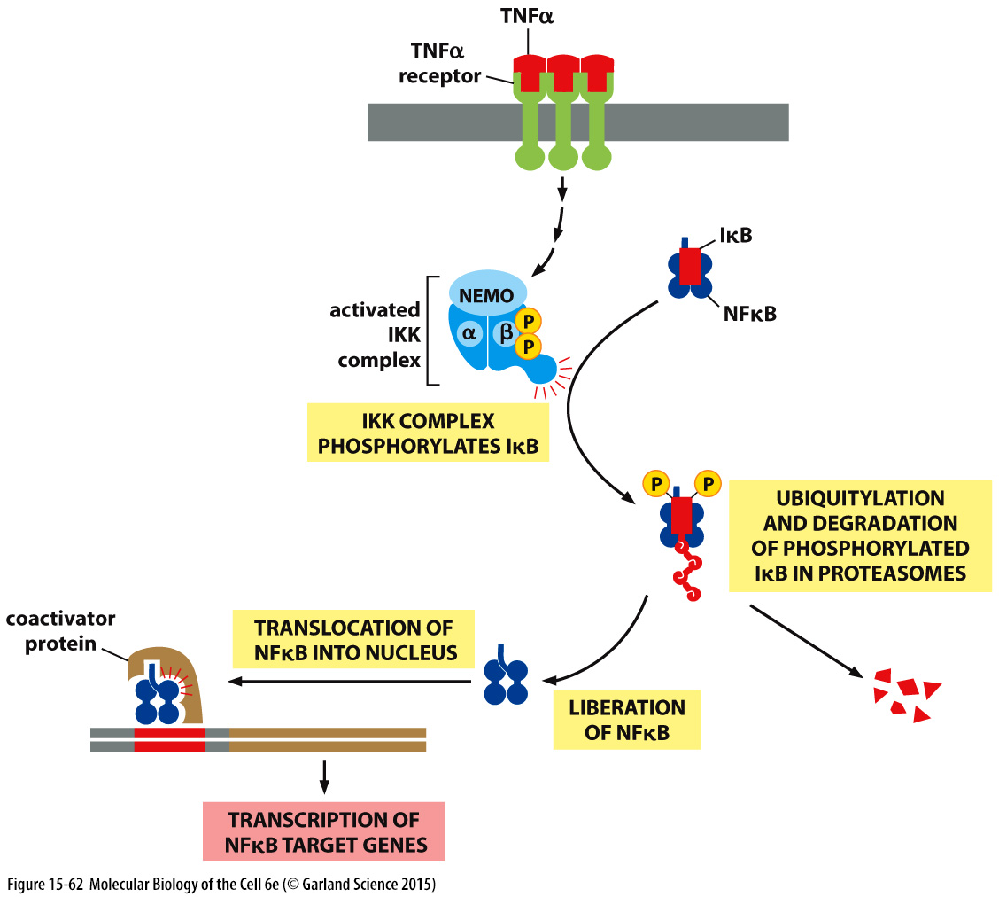 TNFα
TNFα
receptor
IκB
NFκB
NEMO
activated
IKK
complex
α
β
P
P
IKK COMPLEX
PHOSPHORYLATES IκB
P
P
UBIQUITYLATION
AND DEGRADATION
OF PHOSPHORYLATED
IκB IN PROTEASOMES
coactivator
protein
TRANSLOCATION OF
NFκB INTO NUCLEUS
LIBERATION
OF NFκB
TRANSCRIPTION OF
NFκB TARGET GENES
Figure 15-62 Molecular Biology of the Cell 6e (© Garland Science 2015)